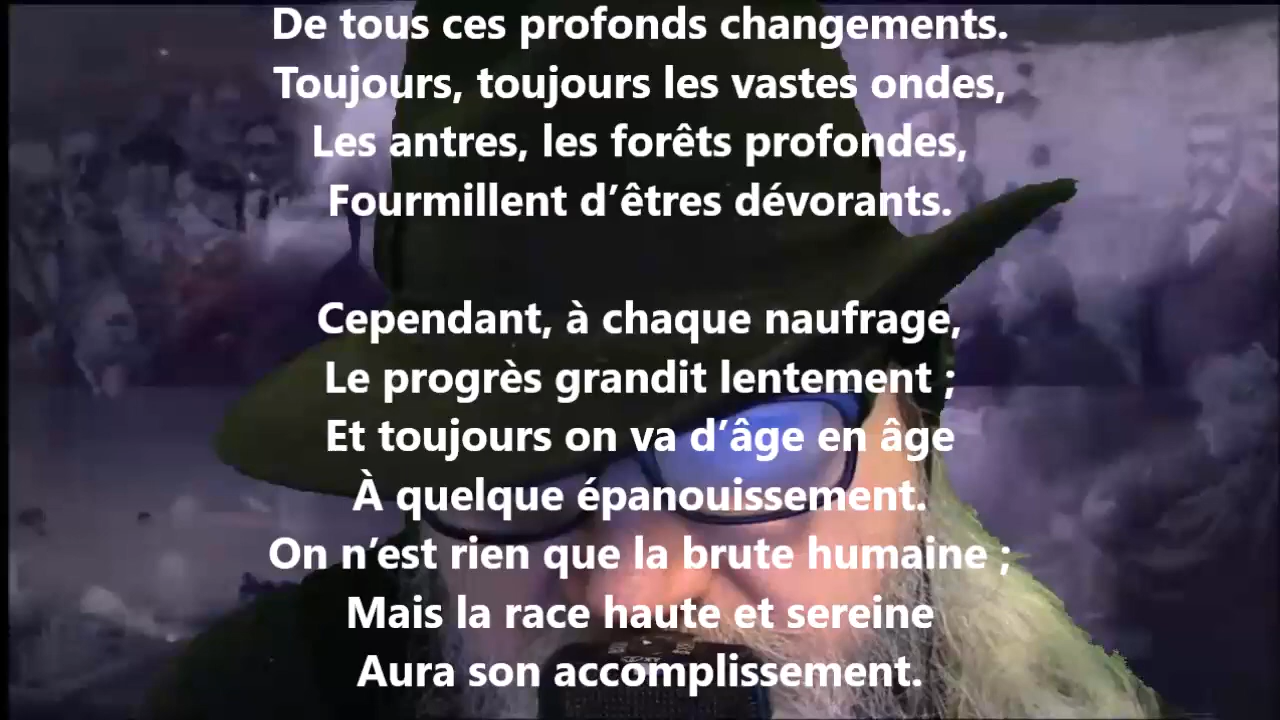 De tous ces profonds changements.
Toujours, toujours les vastes ondes,
Les antres, les forêts profondes,
Fourmillent d’êtres dévorants.
Cependant, à chaque naufrage,
Le progrès grandit lentement ;
Et toujours on va d’âge en âge
À quelque épanouissement.
On n’est rien que la brute humaine ;
Mais la race haute et sereine
Aura son accomplissement.